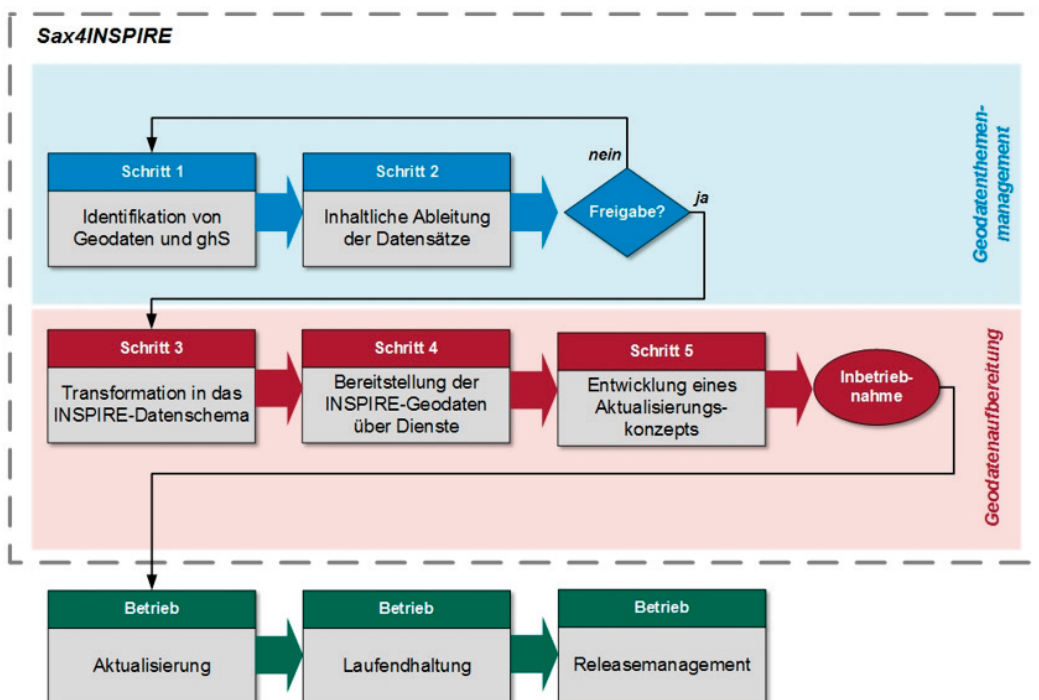 Sax4INSPIRE
Geodatenthemen-
management
nein
ja
Schritt 1
Identifikation von
Geodaten und ghS
Schritt 2
Inhaltliche Ableitung
der Datensätze
Freigabe?
Geodatenaufbereitung
Schritt 3
Transformation in das
INSPIRE-Datenschema
Schritt 4
Bereitstellung der
INSPIRE-Geodaten
über Dienste
Schritt 5
Entwicklung eines
Aktualisierungs-
konzepts
Inbetrieb-
nahme
Betrieb
Aktualisierung
Betrieb
Laufendhaltung
Betrieb
Releasemanagement